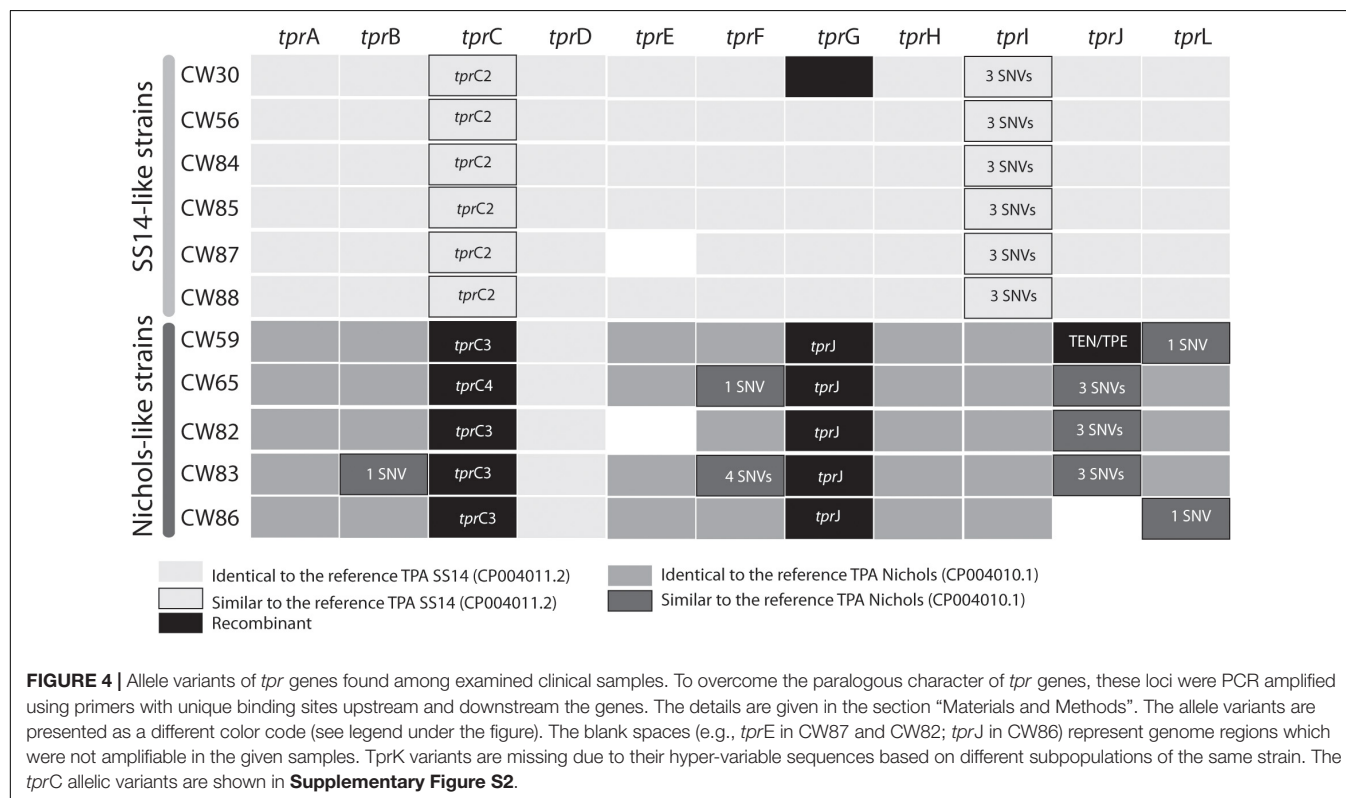 tprA tprB tprC tprD tprE tprF tprG tprH tprI tprJ tprL
SS14-like strains
CW30 tprC2 3 SNVs
CW56 tprC2 3 SNVs
CW84 tprC2 3 SNVs
CW85 tprC2 3 SNVs
CW87 tprC2 3 SNVs
CW88 tprC2 3 SNVs
Nichols-like strains
CW59 tprC3 tprJ TEN/TPE 1 SNV
CW65 tprC4 1 SNV tprJ 3 SNVs
CW82 tprC3 tprJ 3 SNVs
CW83 1 SNV tprC3 4 SNVs tprJ 3 SNVs
CW86 tprC3 tprJ 1 SNV
Identical to the reference TPA SS14 (CP004011.2)
Similar to the reference TPA SS14 (CP004011.2)
Recombinant
Identical to the reference TPA Nichols (CP004010.1)
Similar to the reference TPA Nichols (CP004010.1)
FIGURE 4 | Allele variants of tpr genes found among examined clinical samples. To overcome the paralogous character of tpr genes, these loci were PCR amplified
using primers with unique binding sites upstream and downstream the genes. The details are given in the section “Materials and Methods”. The allele variants are
presented as a different color code (see legend under the figure). The blank spaces (e.g., tprE in CW87 and CW82; tprJ in CW86) represent genome regions which
were not amplifiable in the given samples. TprK variants are missing due to their hyper-variable sequences based on different subpopulations of the same strain. The
tprC allelic variants are shown in Supplementary Figure S2.